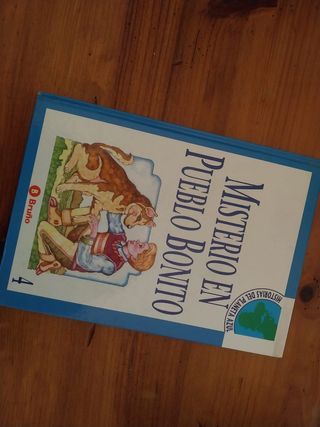 HISTORIAS DEL PLANETA AZUL
MISTERIO EN
PUEBLO BONITO
B Bruño
4